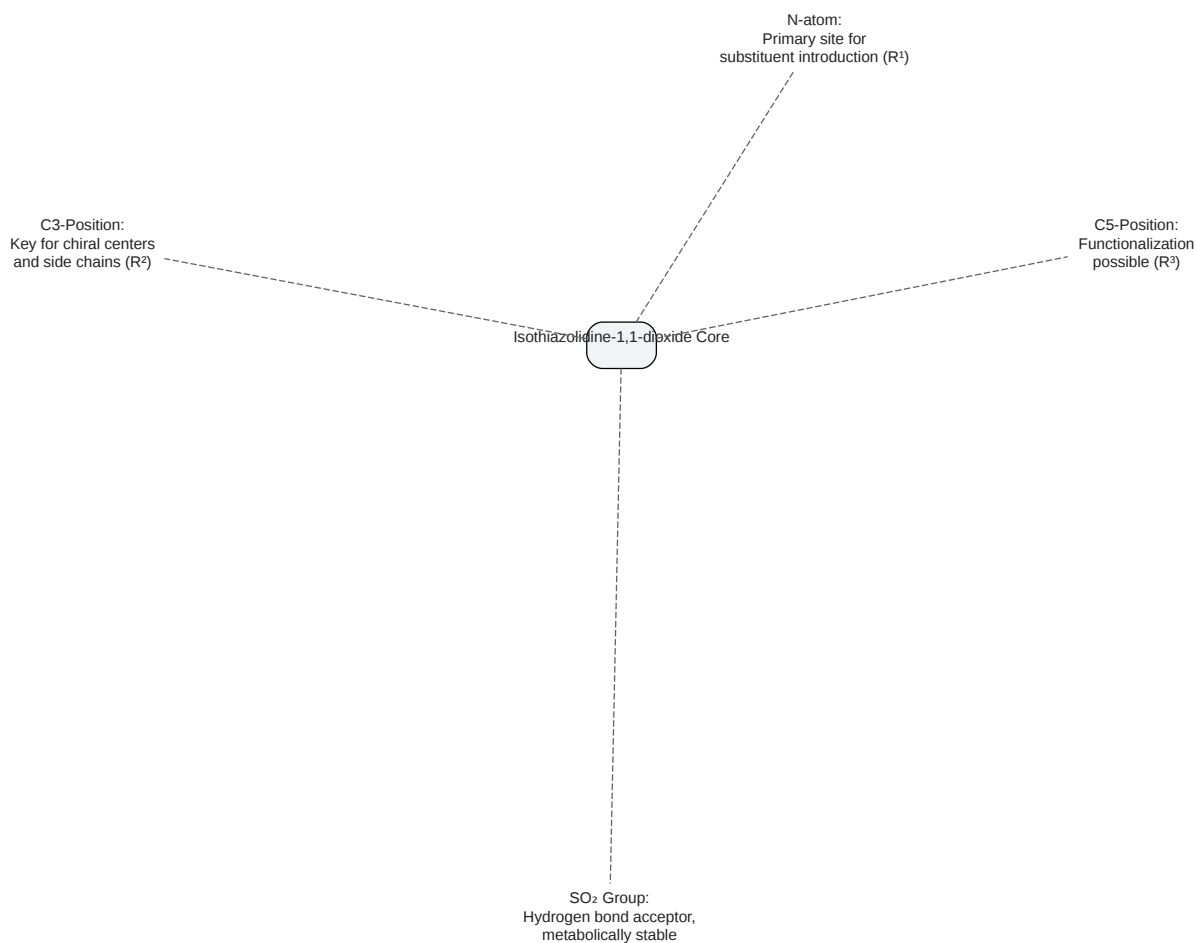 N-atom:
Primary site for
substituent introduction (R¹)
C3-Position:
Key for chiral centers
and side chains (R²)
C5-Position:
Functionalization
possible (R³)
Isothiazolidine-1,1-dioxide Core
SO₂ Group:
Hydrogen bond acceptor,
metabolically stable